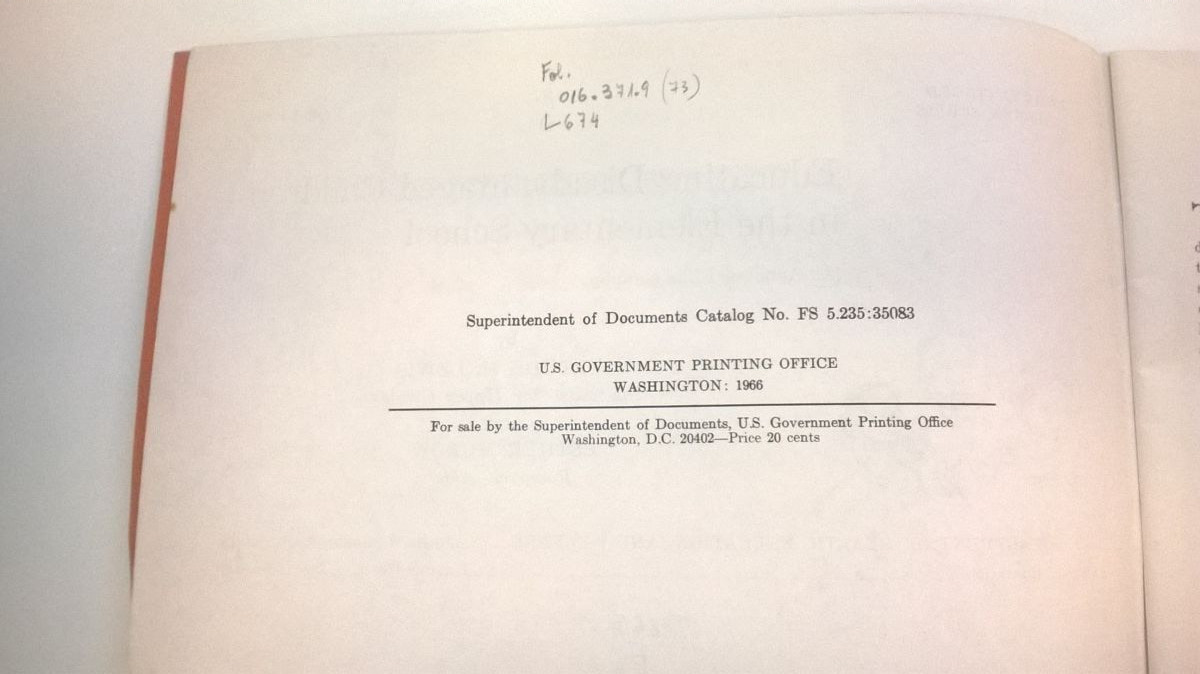 Fol.
016.371.9 (73)
L674
Superintendent of Documents Catalog No. FS 5.235:35083
U.S. GOVERNMENT PRINTING OFFICE
WASHINGTON: 1966
For sale by the Superintendent of Documents, U.S. Government Printing Office
Washington, D.C. 20402—Price 20 cents